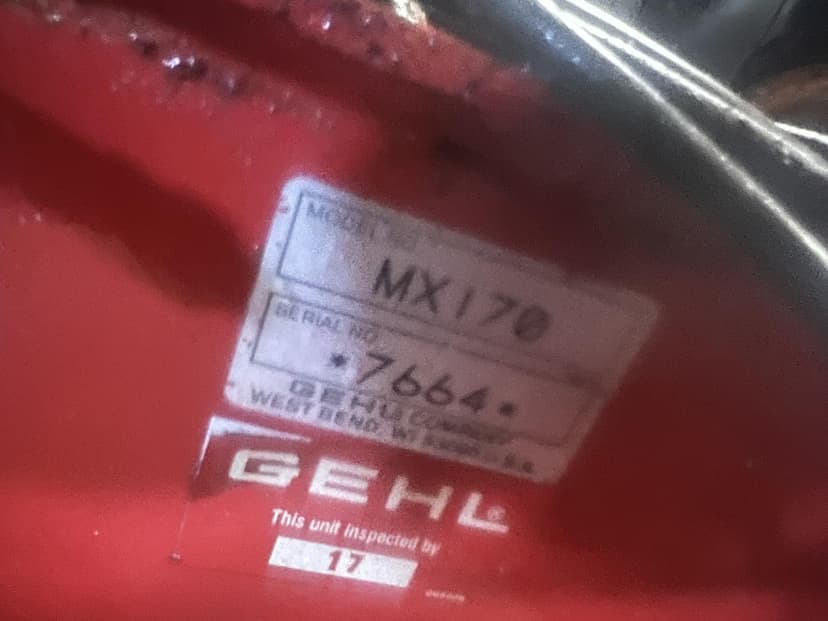 MODEL NO.
MX170
SERIAL NO.
*7664*
GEHL COMPANY
WEST BEND, WI
GEHL®
This unit inspected by
17